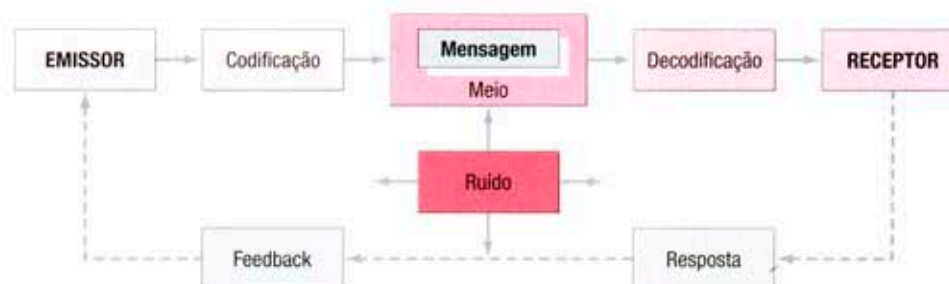 EMISSOR
Codificação
Mensagem
Meio
Decodificação
RECEPTOR
Ruído
Feedback
Resposta